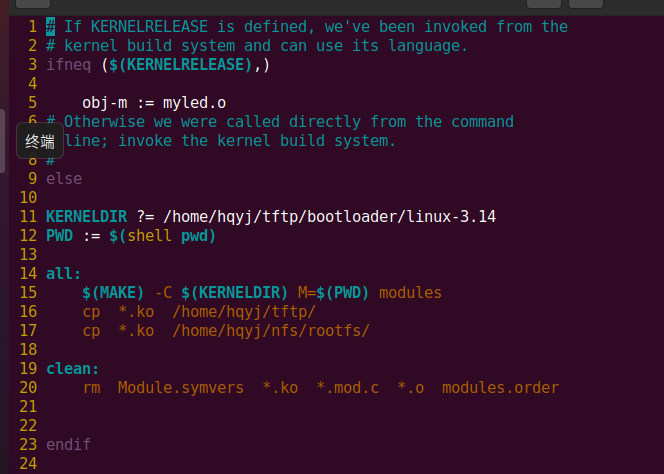 1 # If KERNELRELEASE is defined, we've been invoked from the
2 # kernel build system and can use its language.
3 ifneq ($(KERNELRELEASE),)
4
5 obj-m := myled.o
6 # Otherwise we were called directly from the command
终端 line; invoke the kernel build system.
8 #
9 else
10
11 KERNELDIR ?= /home/hqyj/tftp/bootloader/linux-3.14
12 PWD := $(shell pwd)
13
14 all:
15 $(MAKE) -C $(KERNELDIR) M=$(PWD) modules
16 cp *.ko /home/hqyj/tftp/
17 cp *.ko /home/hqyj/nfs/rootfs/
18
19 clean:
20 rm Module.symvers *.ko *.mod.c *.o modules.order
21
22
23 endif
24